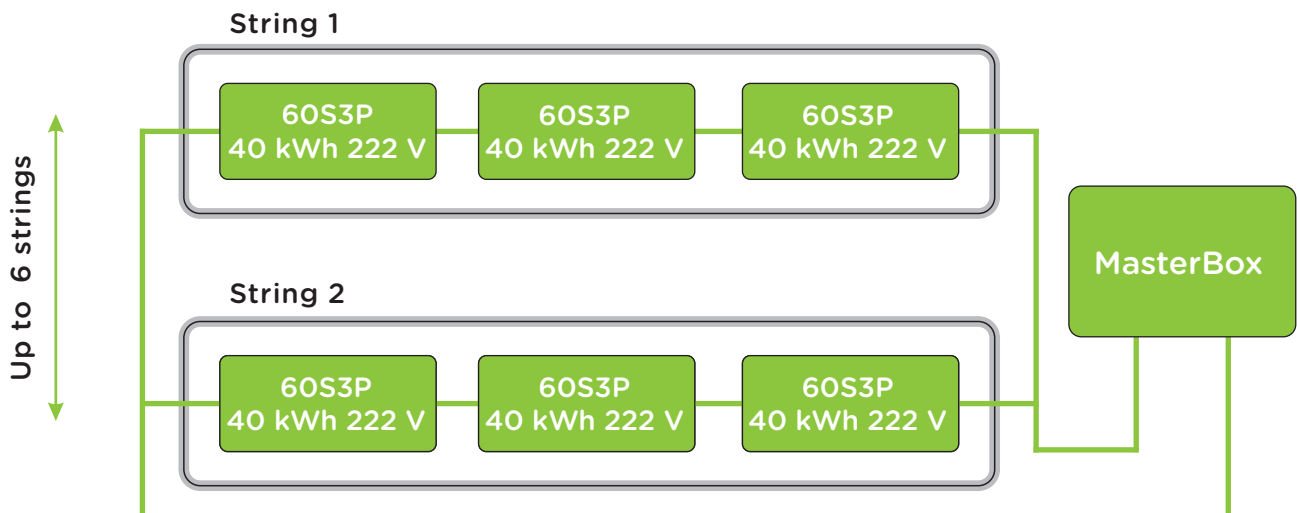 String 1
60S3P
40 kWh 222 V
60S3P
40 kWh 222 V
60S3P
40 kWh 222 V
Up to 6 strings
MasterBox
String 2
60S3P
40 kWh 222 V
60S3P
40 kWh 222 V
60S3P
40 kWh 222 V